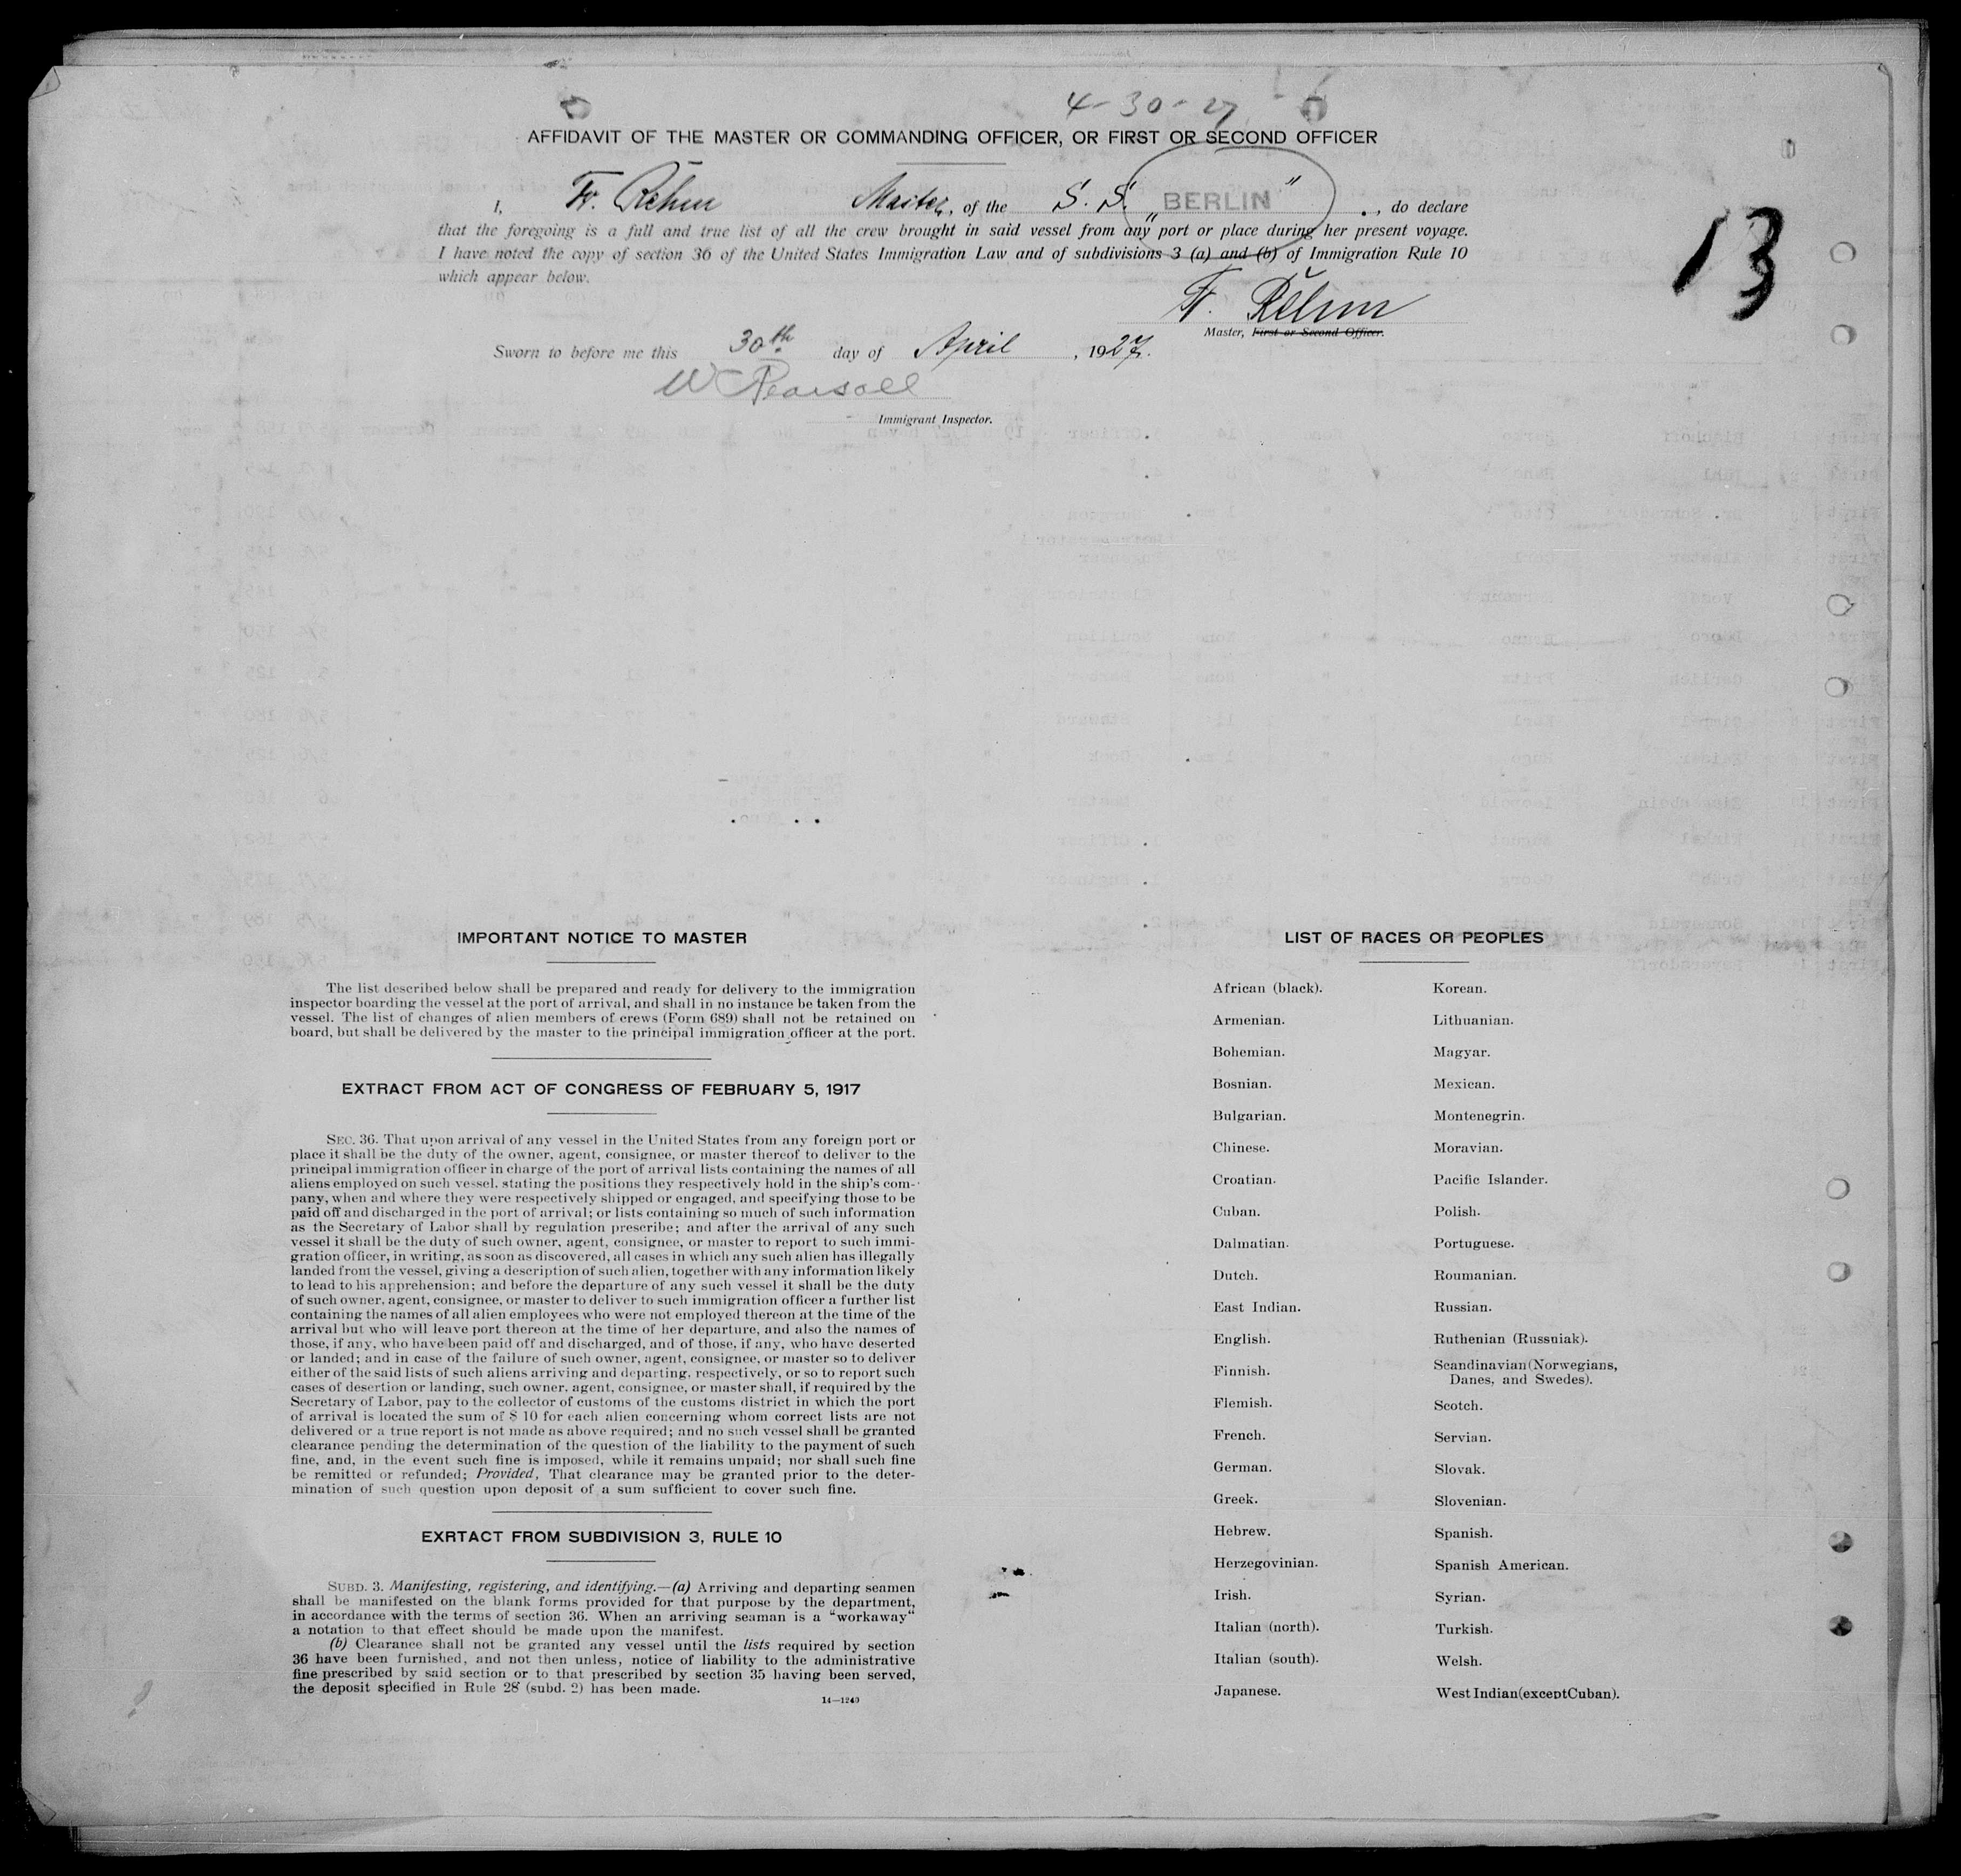 4-30-27
AFFIDAVIT OF THE MASTER OR COMMANDING OFFICER, OR FIRST OR SECOND OFFICER
I, Fr. Rehm Master, of the S. S. „BERLIN“, do declare
that the foregoing is a full and true list of all the crew brought in said vessel from any port or place during her present voyage.
I have noted the copy of section 36 of the United States Immigration Law and of subdivisions 3 (a) and (b) of Immigration Rule 10
which appear below.
13
Fr. Rehm
Master, First or Second Officer.
Sworn to before me this 30th day of April, 1927.
W Pearsall
Immigrant Inspector.
IMPORTANT NOTICE TO MASTER
The list described below shall be prepared and ready for delivery to the immigration
inspector boarding the vessel at the port of arrival, and shall in no instance be taken from the
vessel. The list of changes of alien members of crews (Form 689) shall not be retained on
board, but shall be delivered by the master to the principal immigration officer at the port.
EXTRACT FROM ACT OF CONGRESS OF FEBRUARY 5, 1917
SEC. 36. That upon arrival of any vessel in the United States from any foreign port or
place it shall be the duty of the owner, agent, consignee, or master thereof to deliver to the
principal immigration officer in charge of the port of arrival lists containing the names of all
aliens employed on such vessel, stating the positions they respectively hold in the ship's com-
pany, when and where they were respectively shipped or engaged, and specifying those to be
paid off and discharged in the port of arrival; or lists containing so much of such information
as the Secretary of Labor shall by regulation prescribe; and after the arrival of any such
vessel it shall be the duty of such owner, agent, consignee, or master to report to such immi-
gration officer, in writing, as soon as discovered, all cases in which any such alien has illegally
landed from the vessel, giving a description of such alien, together with any information likely
to lead to his apprehension; and before the departure of any such vessel it shall be the duty
of such owner, agent, consignee, or master to deliver to such immigration officer a further list
containing the names of all alien employees who were not employed thereon at the time of the
arrival but who will leave port thereon at the time of her departure, and also the names of
those, if any, who have been paid off and discharged, and of those, if any, who have deserted
or landed; and in case of the failure of such owner, agent, consignee, or master so to deliver
either of the said lists of such aliens arriving and departing, respectively, or so to report such
cases of desertion or landing, such owner, agent, consignee, or master shall, if required by the
Secretary of Labor, pay to the collector of customs of the customs district in which the port
of arrival is located the sum of $ 10 for each alien concerning whom correct lists are not
delivered or a true report is not made as above required; and no such vessel shall be granted
clearance pending the determination of the question of the liability to the payment of such
fine, and, in the event such fine is imposed, while it remains unpaid; nor shall such fine
be remitted or refunded; Provided, That clearance may be granted prior to the deter-
mination of such question upon deposit of a sum sufficient to cover such fine.
EXRTACT FROM SUBDIVISION 3, RULE 10
SUBD. 3. Manifesting, registering, and identifying.—(a) Arriving and departing seamen
shall be manifested on the blank forms provided for that purpose by the department,
in accordance with the terms of section 36. When an arriving seaman is a “workaway“
a notation to that effect should be made upon the manifest.
(b) Clearance shall not be granted any vessel until the lists required by section
36 have been furnished, and not then unless, notice of liability to the administrative
fine prescribed by said section or to that prescribed by section 35 having been served,
the deposit specified in Rule 28 (subd. 2) has been made.
14—1240
LIST OF RACES OR PEOPLES
African (black).
Armenian.
Bohemian.
Bosnian.
Bulgarian.
Chinese.
Croatian.
Cuban.
Dalmatian.
Dutch.
East Indian.
English.
Finnish.
Flemish.
French.
German.
Greek.
Hebrew.
Herzegovinian.
Irish.
Italian (north).
Italian (south).
Japanese.
Korean.
Lithuanian.
Magyar.
Mexican.
Montenegrin.
Moravian.
Pacific Islander.
Polish.
Portuguese.
Roumanian.
Russian.
Ruthenian (Russniak).
Scandinavian (Norwegians,
Danes, and Swedes).
Scotch.
Servian.
Slovak.
Slovenian.
Spanish.
Spanish American.
Syrian.
Turkish.
Welsh.
West Indian (except Cuban).